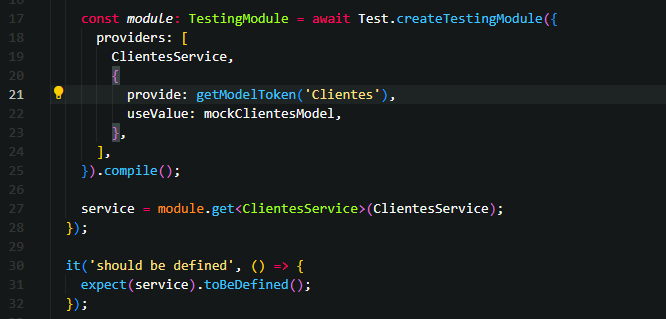 17 const module: TestingModule = await Test.createTestingModule({
18 providers: [
19 ClientesService,
20 {
21 provide: getModelToken('Clientes'),
22 useValue: mockClientesModel,
23 },
24 ],
25 }).compile();
26
27 service = module.get<ClientesService>(ClientesService);
28 });
29
30 it('should be defined', () => {
31 expect(service).toBeDefined();
32 });